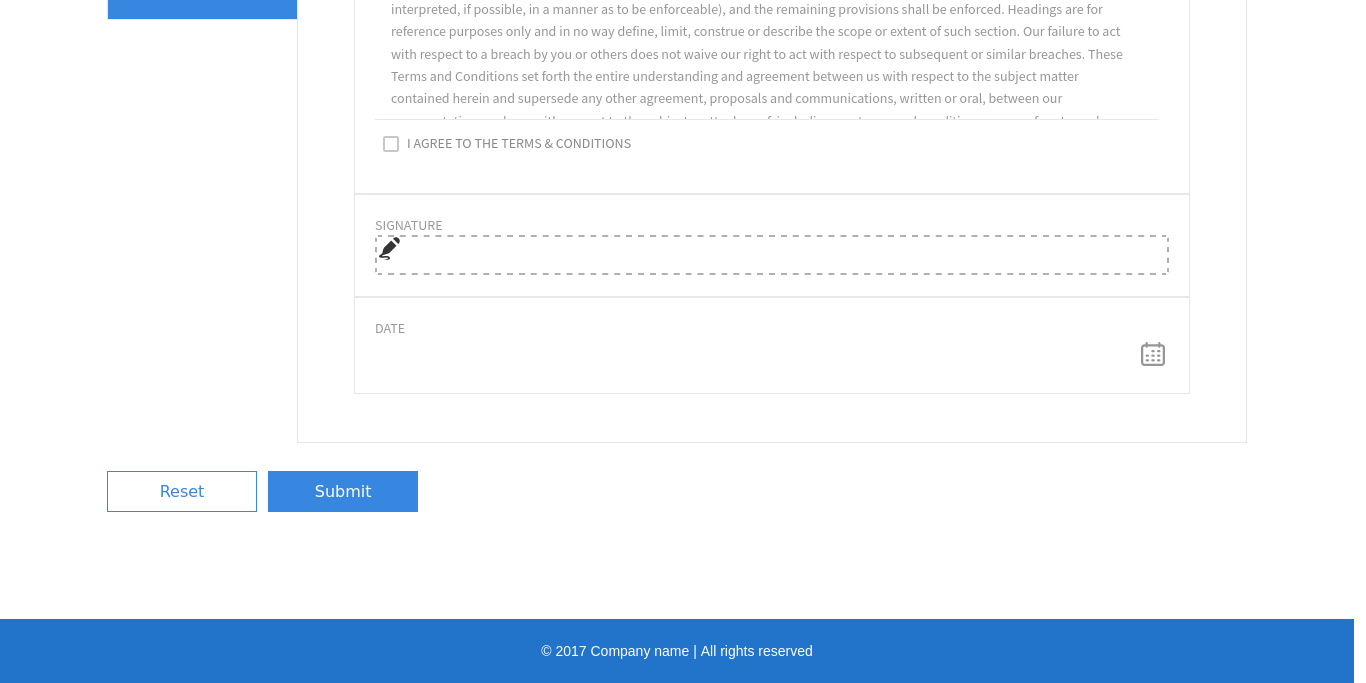 interpreted, if possible, in a manner as to be enforceable), and the remaining provisions shall be enforced. Headings are for
reference purposes only and in no way define, limit, construe or describe the scope or extent of such section. Our failure to act
with respect to a breach by you or others does not waive our right to act with respect to subsequent or similar breaches. These
Terms and Conditions set forth the entire understanding and agreement between us with respect to the subject matter
contained herein and supersede any other agreement, proposals and communications, written or oral, between our
I AGREE TO THE TERMS & CONDITIONS
SIGNATURE
DATE
Reset
Submit
© 2017 Company name | All rights reserved